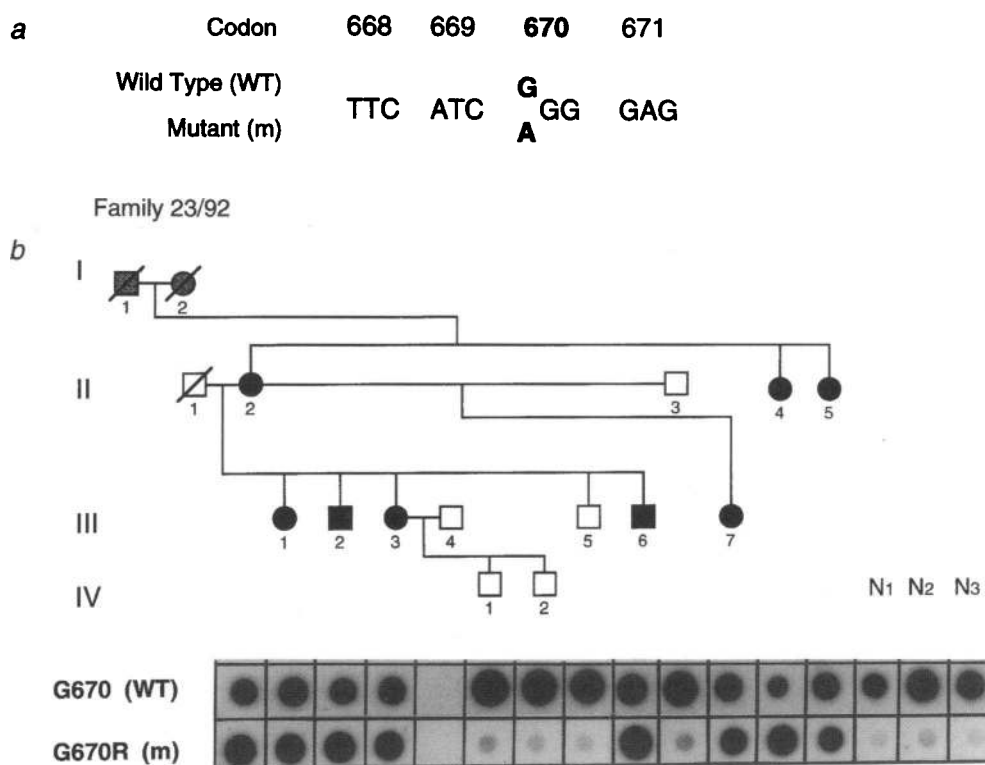 a Codon 668 669 670 671
Wild Type (WT) G
TTC ATC GG GAG
Mutant (m) A
Family 23/92
b
I
1 2
II
1 2 3 4 5
III
1 2 3 4 5 6 7
IV
1 2
N1 N2 N3
G670 (WT)
G670R (m)